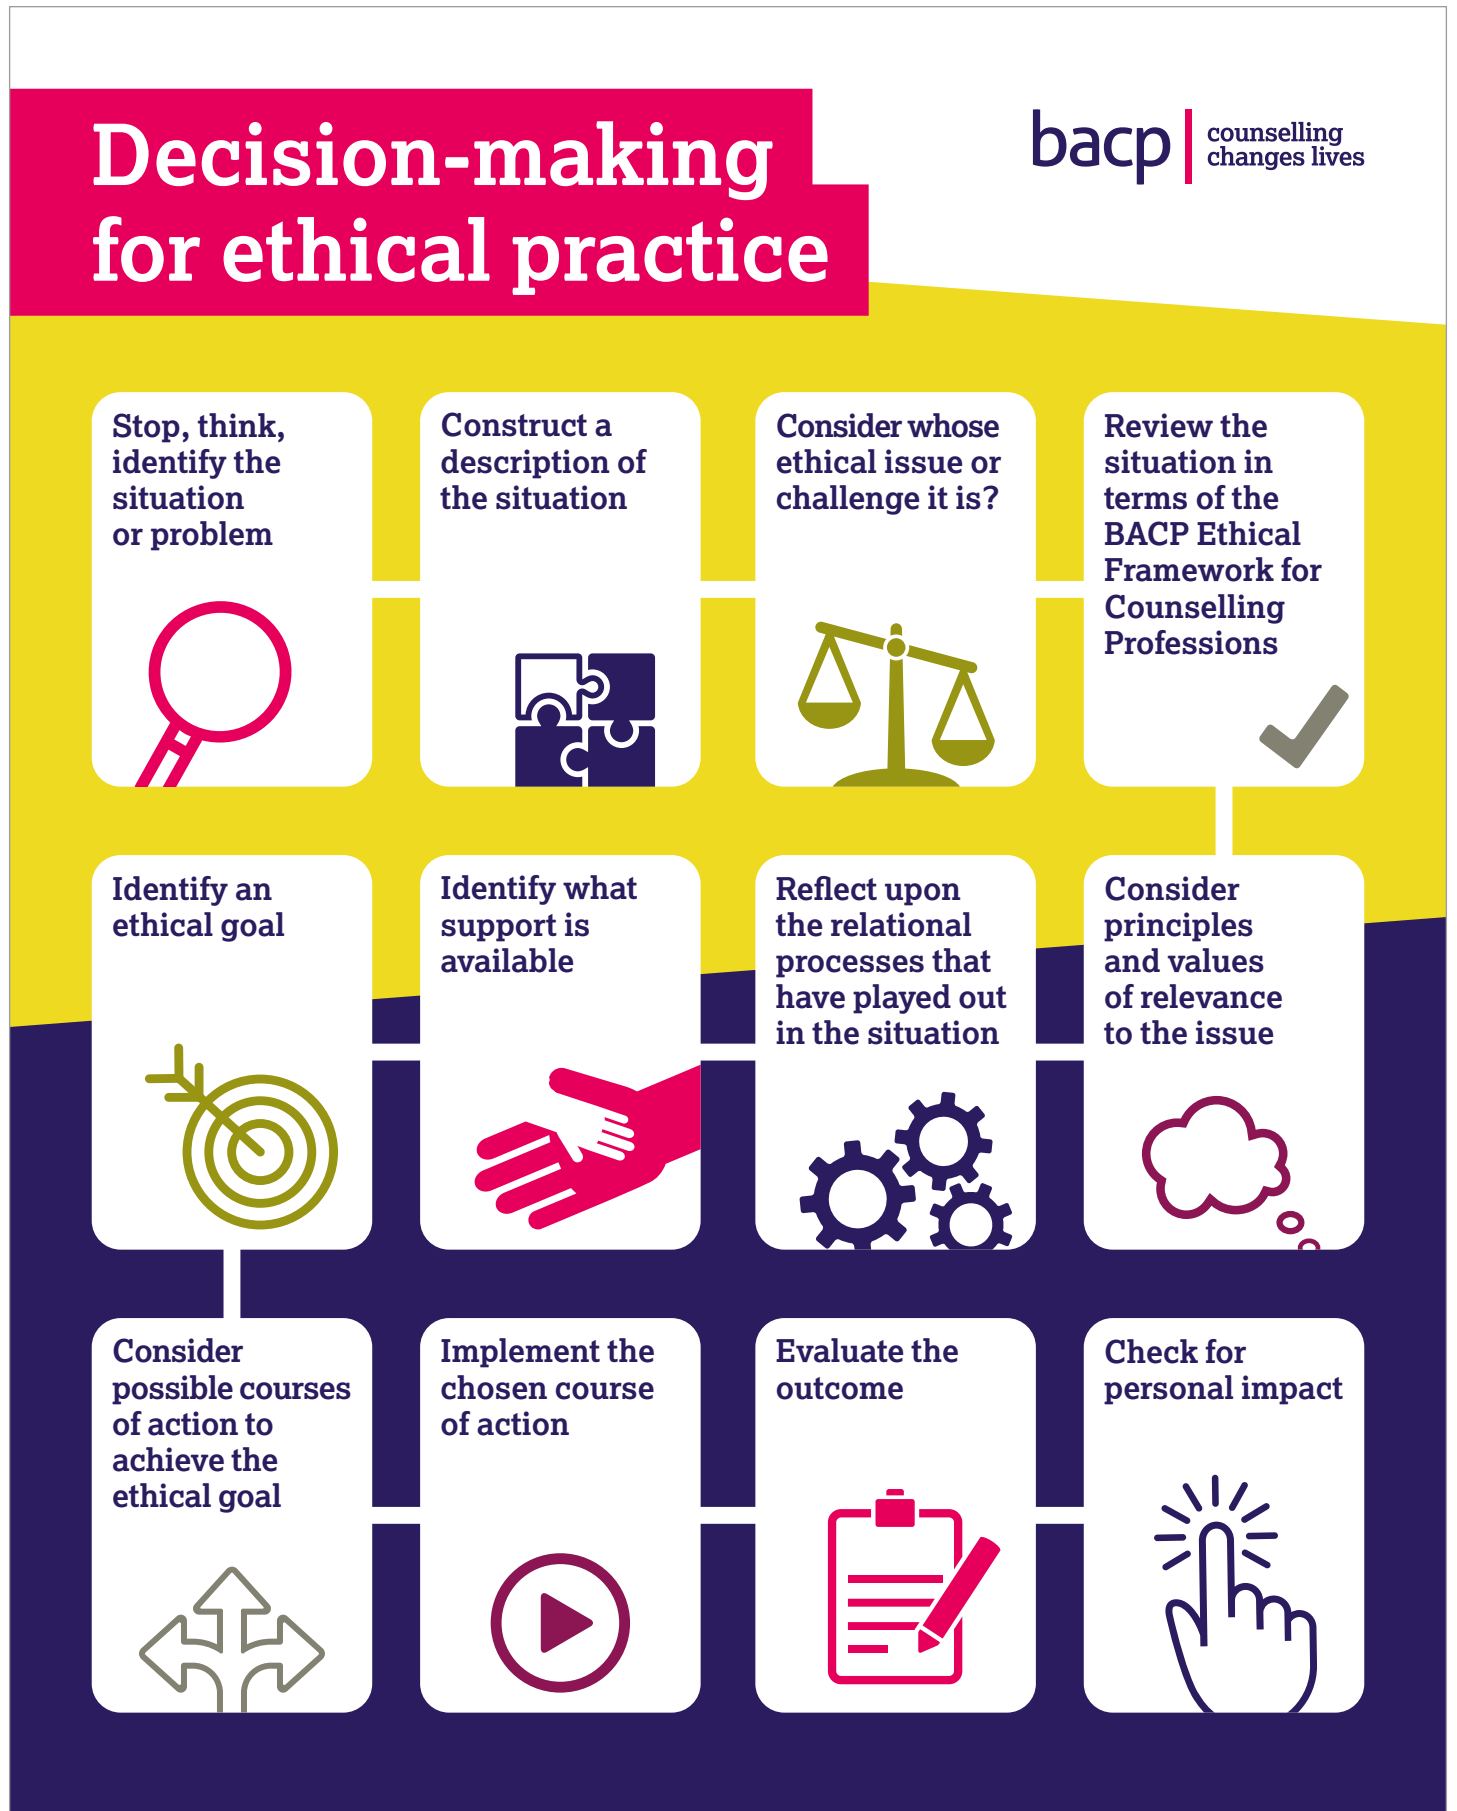 Decision-making
for ethical practice
bacp
counselling
changes lives
Stop, think,
identify the
situation
or problem
Construct a
description of
the situation
Consider whose
ethical issue or
challenge it is?
Review the
situation in
terms of the
BACP Ethical
Framework for
Counselling
Professions
Consider
principles
and values
of relevance
to the issue
Reflect upon
the relational
processes that
have played out
in the situation
Identify what
support is
available
Identify an
ethical goal
Consider
possible courses
of action to
achieve the
ethical goal
Implement the
chosen course
of action
Evaluate the
outcome
Check for
personal impact